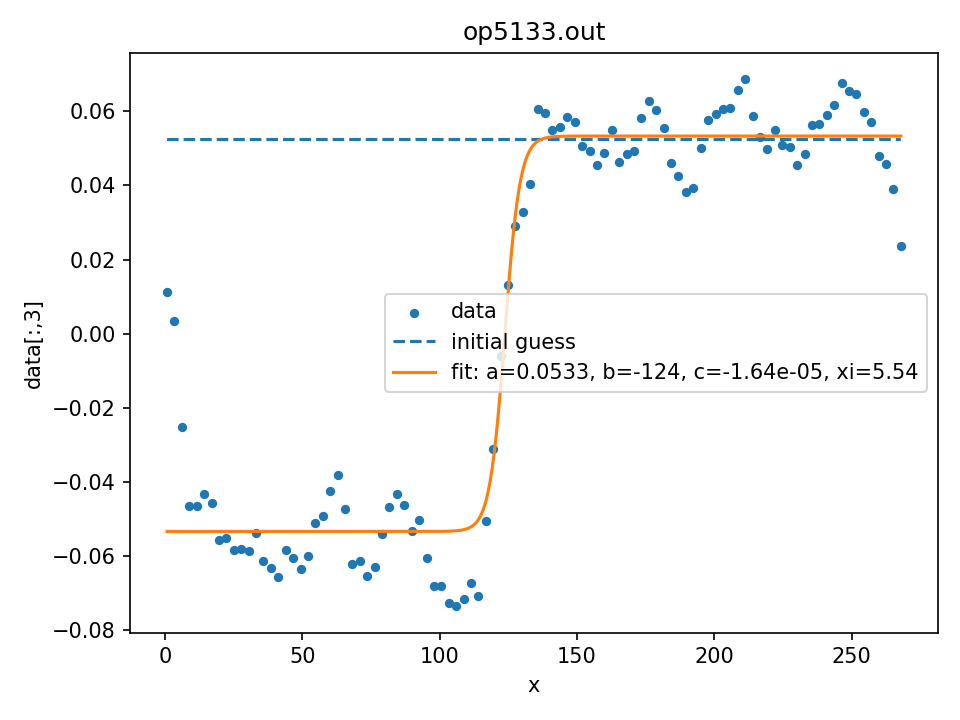 op5133.out
0.06
0.04
0.02
0.00
−0.02
−0.04
−0.06
−0.08
data[:,3]
data
initial guess
fit: a=0.0533, b=-124, c=-1.64e-05, xi=5.54
0 50 100 150 200 250
x